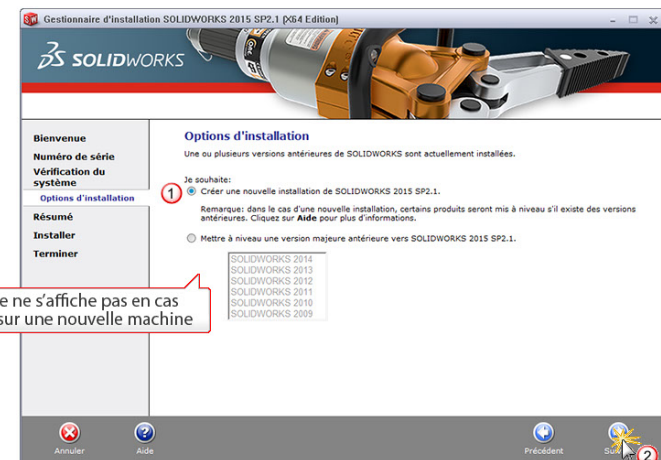 Gestionnaire d'installation SOLIDWORKS 2015 SP2.1 (X64 Edition)
SOLIDWORKS
Bienvenue
Numéro de série
Vérification du
système
Options d'installation
Résumé
Installer
Terminer
Options d'installation
Une ou plusieurs versions antérieures de SOLIDWORKS sont actuellement installées.
Je souhaite:
1
Créer une nouvelle installation de SOLIDWORKS 2015 SP2.1.
Remarque: dans le cas d'une nouvelle installation, certains produits seront mis à niveau s'il existe des versions
antérieures. Cliquez sur Aide pour plus d'informations.
Mettre à niveau une version majeure antérieure vers SOLIDWORKS 2015 SP2.1.
SOLIDWORKS 2014
SOLIDWORKS 2013
SOLIDWORKS 2012
SOLIDWORKS 2011
SOLIDWORKS 2010
SOLIDWORKS 2009
e ne s'affiche pas en cas
sur une nouvelle machine
Annuler
Aide
Précédent
2